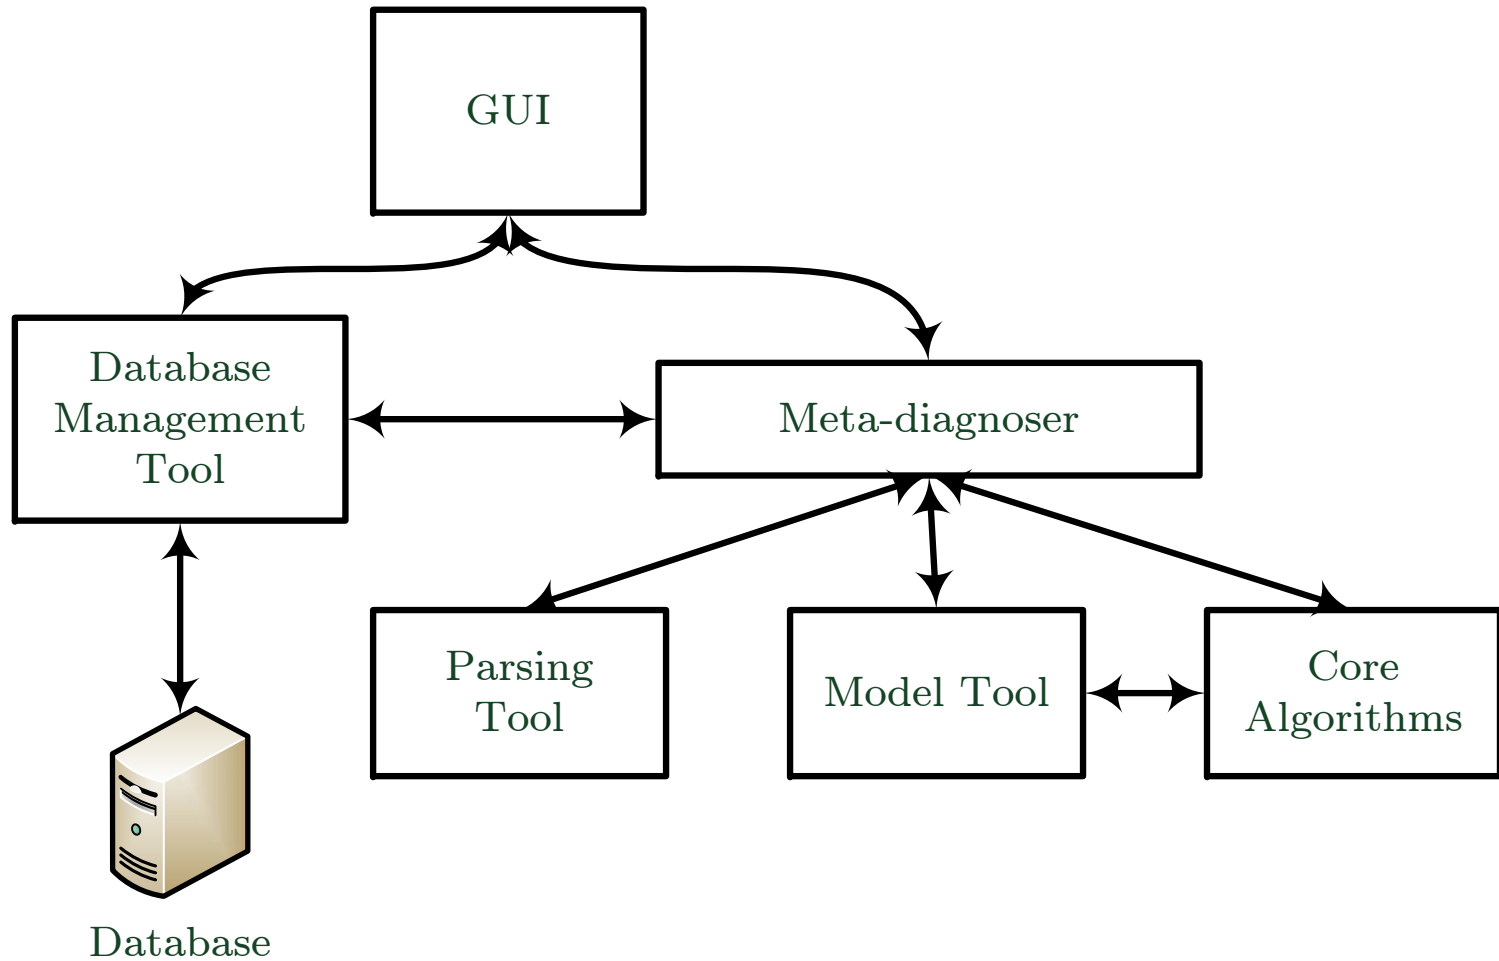 GUI
Database
Management
Tool
Meta-diagnoser
Parsing
Tool
Model Tool
Core
Algorithms
Database